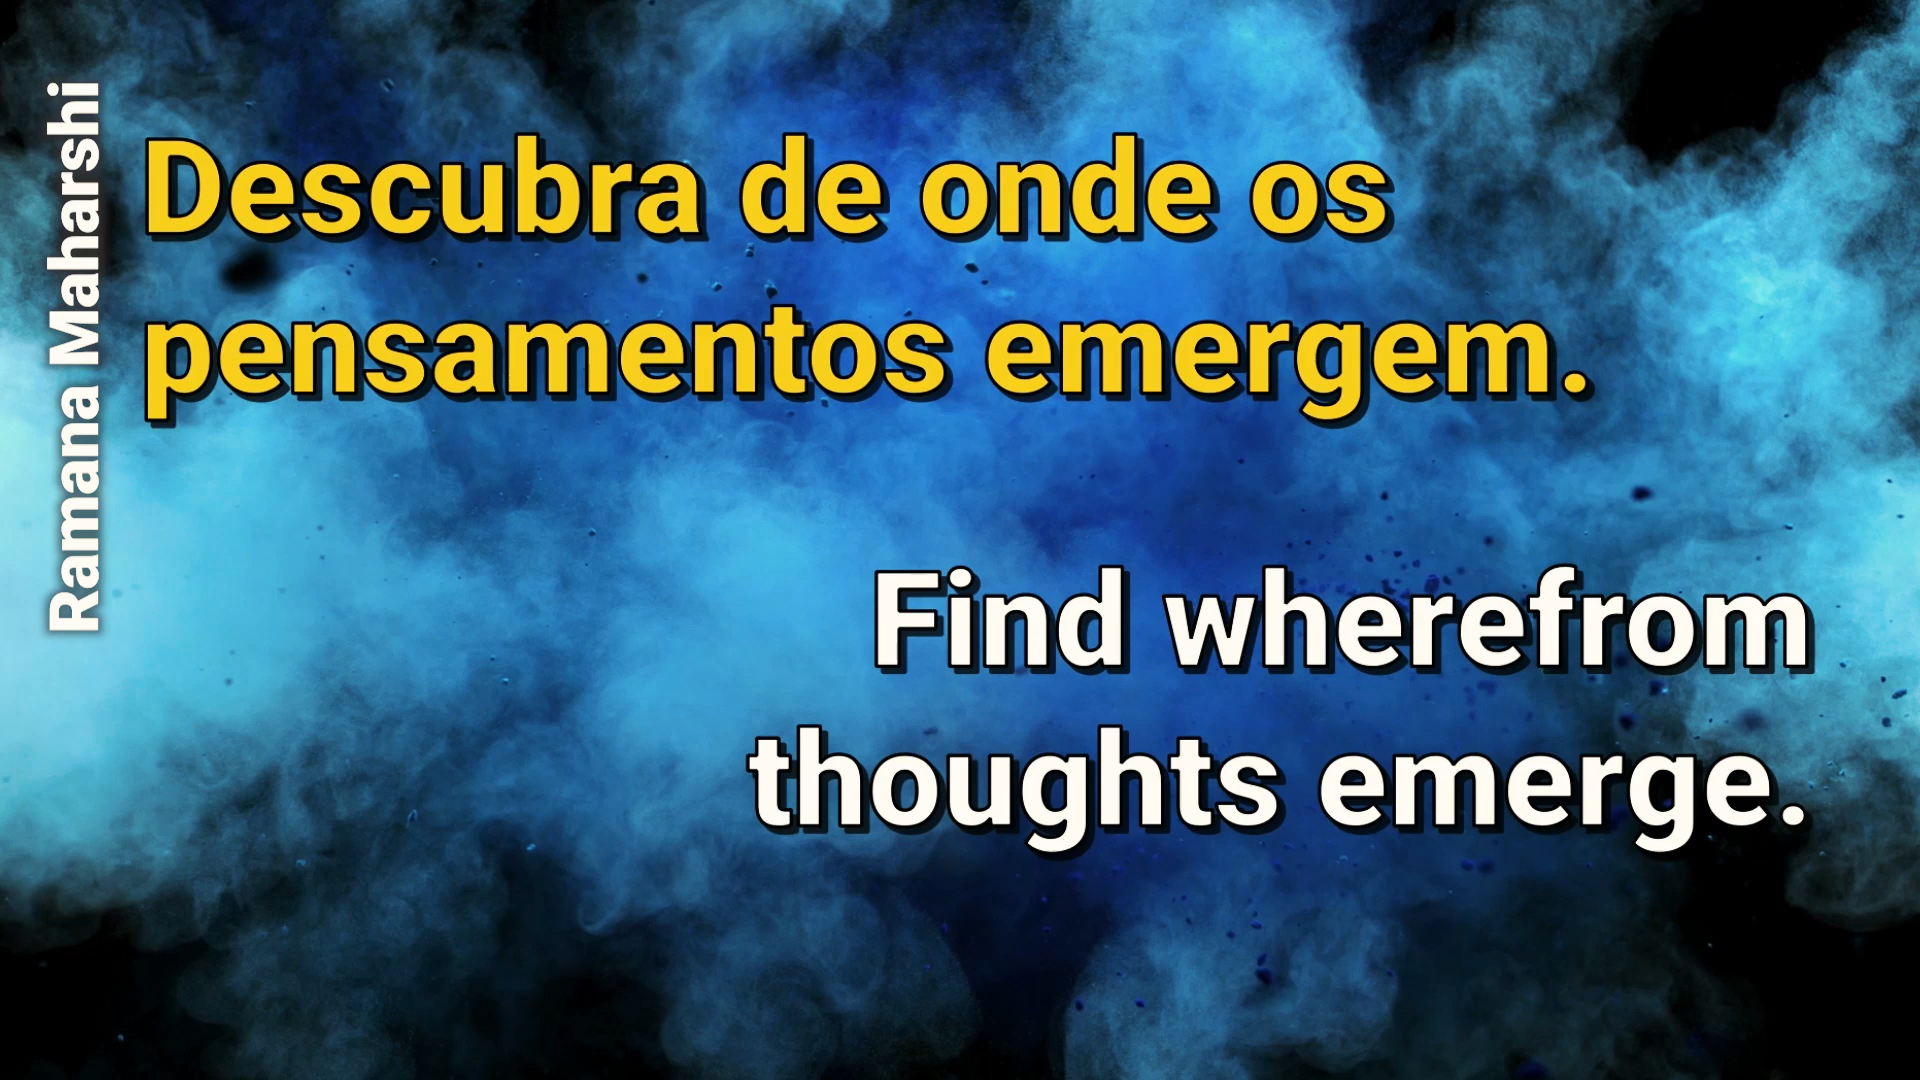 Ramana Maharshi
Descubra de onde os
pensamentos emergem.
Find wherefrom
thoughts emerge.